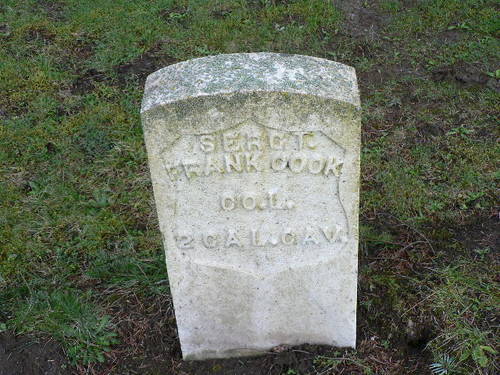 SERGT.
FRANK COOK
CO. L.
2 CAL. CAV.